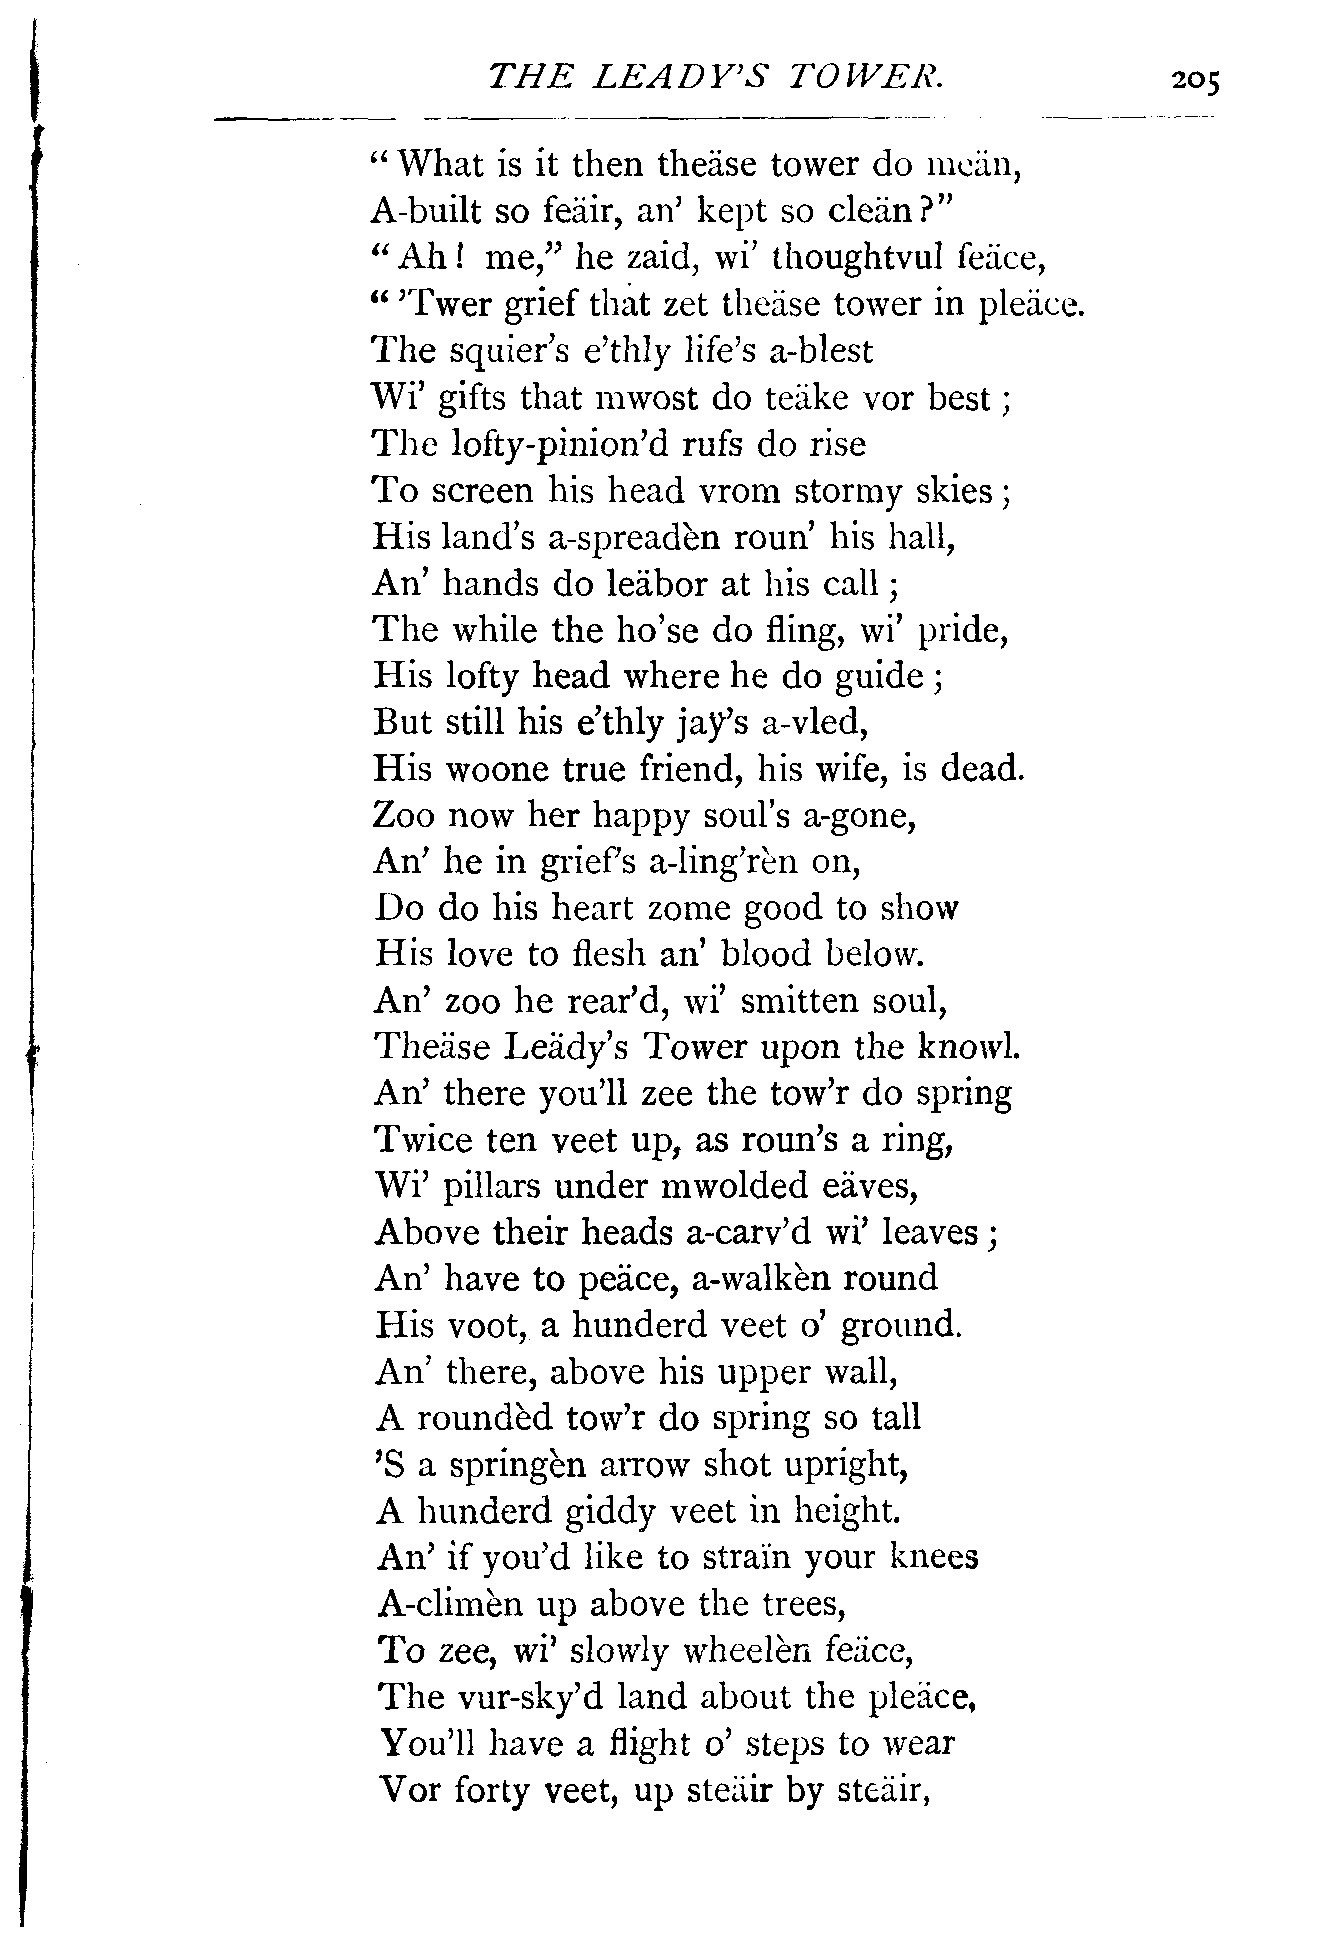 THE LEADY'S TOWER. 205
“ What is it then theäse tower do meän,
A-built so feäir, an’ kept so cleän ?”
“ Ah ! me,” he zaid, wi’ thoughtvul feäce,
“ ’Twer grief that zet theäse tower in pleäce.
The squier’s e’thly life’s a-blest
Wi’ gifts that mwost do teäke vor best ;
The lofty-pinion’d rufs do rise
To screen his head vrom stormy skies ;
His land’s a-spreadèn roun’ his hall,
An’ hands do leäbor at his call ;
The while the ho’se do fling, wi’ pride,
His lofty head where he do guide ;
But still his e’thly jaÿ’s a-vled,
His woone true friend, his wife, is dead.
Zoo now her happy soul’s a-gone,
An’ he in grief’s a-ling’rèn on,
Do do his heart zome good to show
His love to flesh an’ blood below.
An’ zoo he rear’d, wi’ smitten soul,
Theäse Leädy’s Tower upon the knowl.
An’ there you’ll zee the tow’r do spring
Twice ten veet up, as roun’s a ring,
Wi’ pillars under mwolded eäves,
Above their heads a-carv’d wi’ leaves ;
An’ have to peäce, a-walkèn round
His voot, a hunderd veet o’ ground.
An’ there, above his upper wall,
A roundèd tow’r do spring so tall
’S a springèn arrow shot upright,
A hunderd giddy veet in height.
An’ if you’d like to straïn your knees
A-climèn up above the trees,
To zee, wi’ slowly wheelèn feäce,
The vur-sky’d land about the pleäce,
You’ll have a flight o’ steps to wear
Vor forty veet, up steäir by steäir,